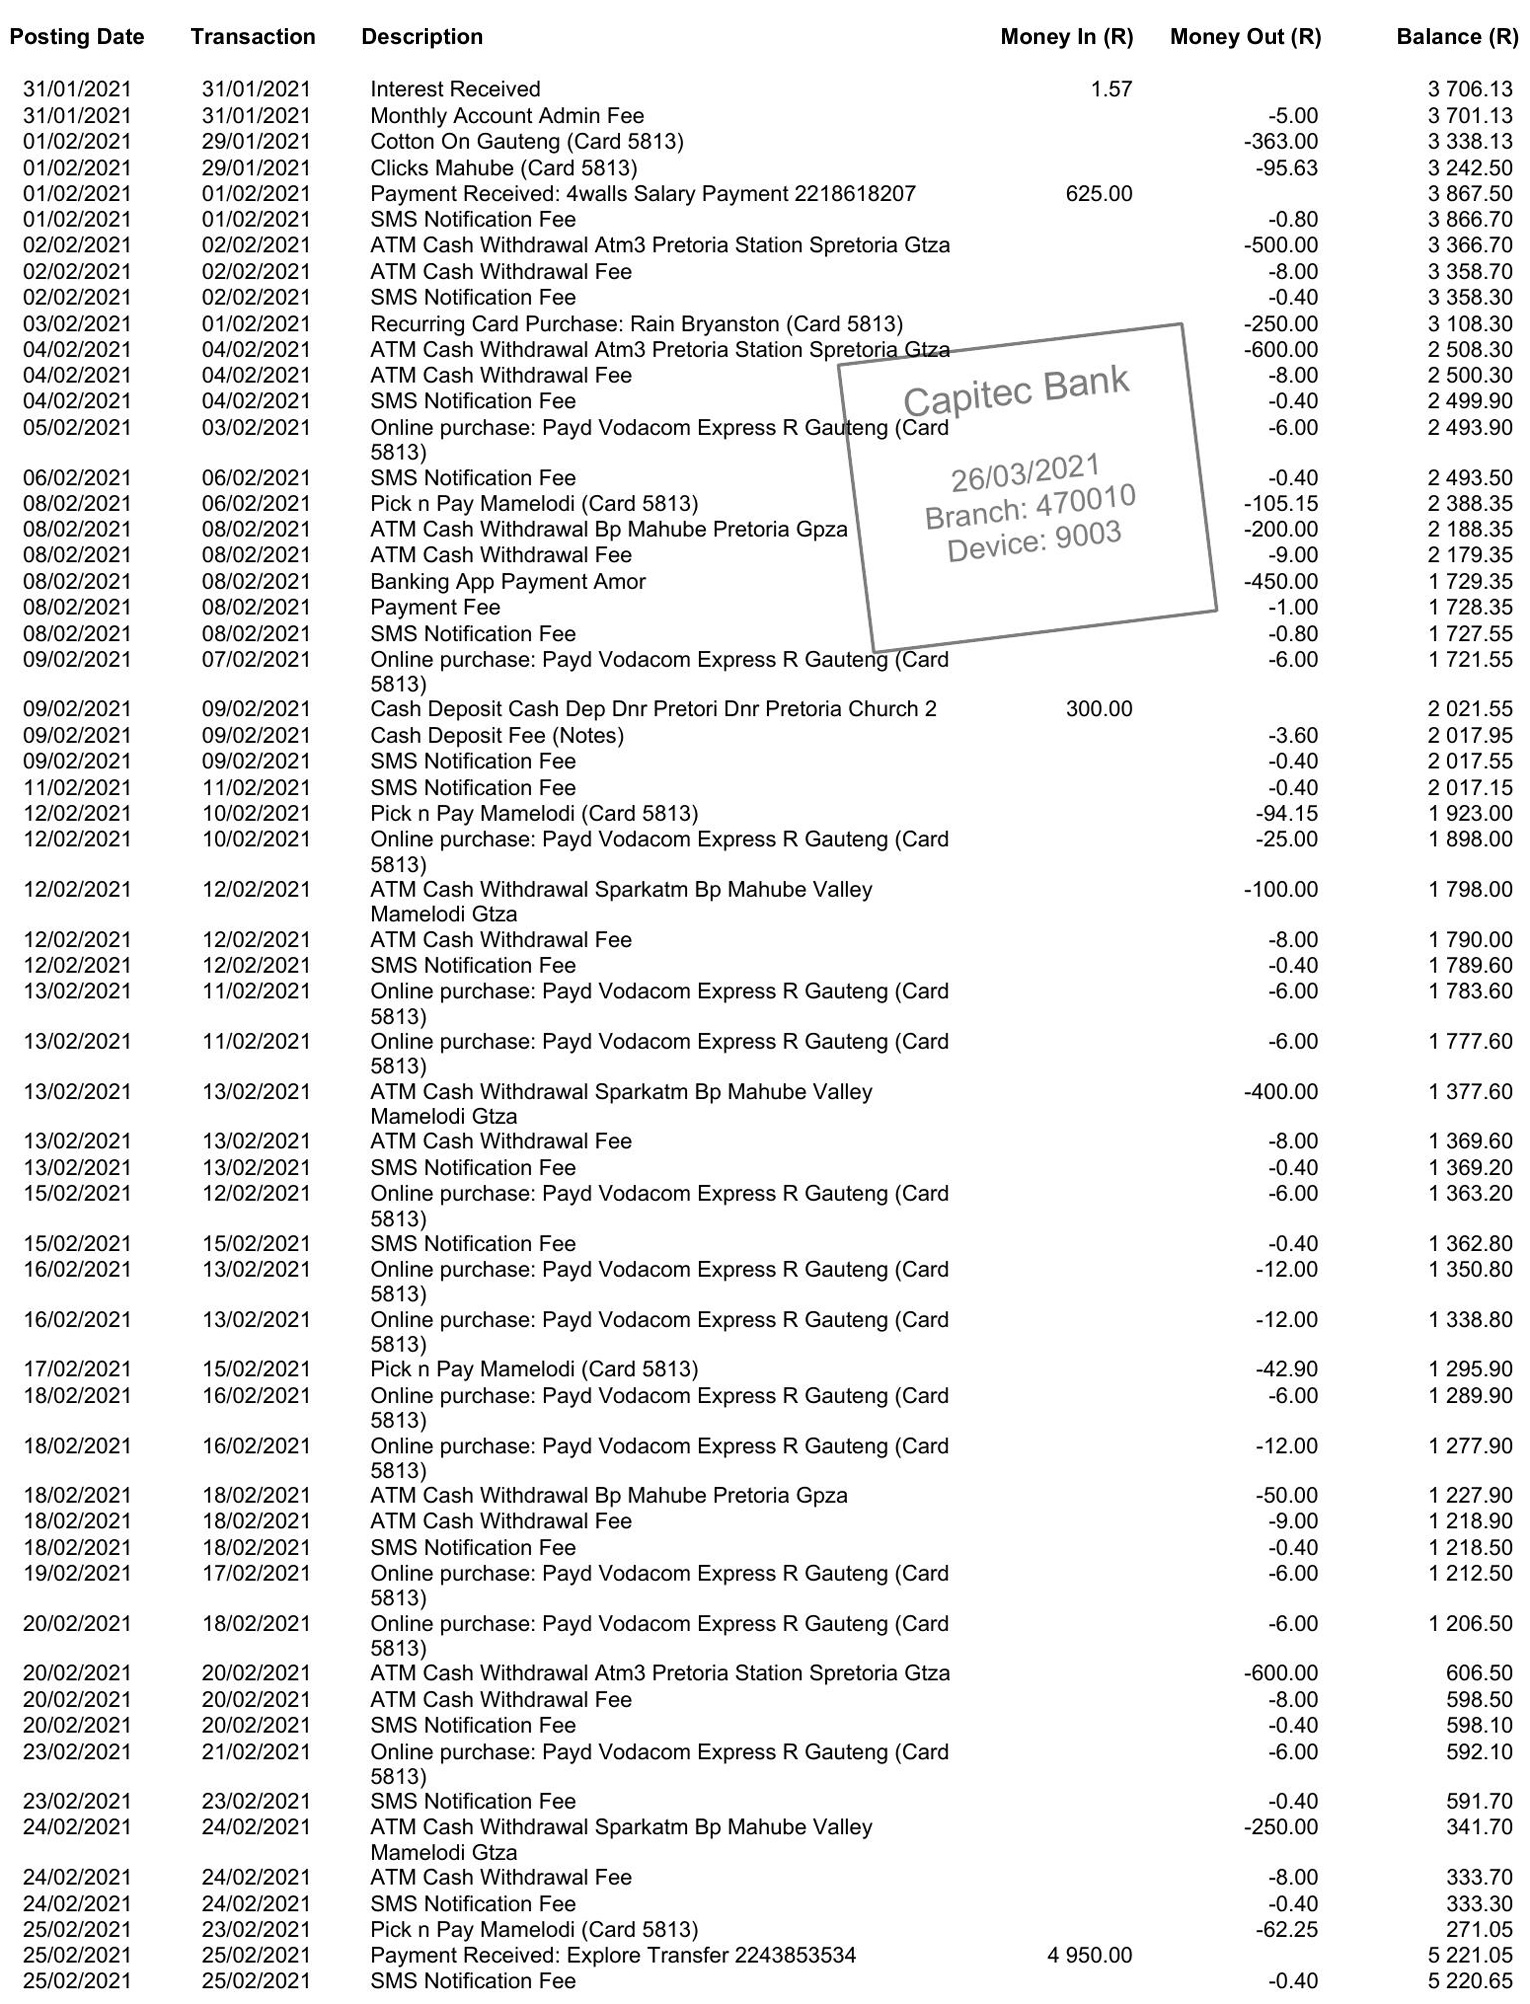 Posting Date Transaction Description Money In (R) Money Out (R) Balance (R)
31/01/2021 31/01/2021 Interest Received 1.57 3 706.13
31/01/2021 31/01/2021 Monthly Account Admin Fee -5.00 3 701.13
01/02/2021 29/01/2021 Cotton On Gauteng (Card 5813) -363.00 3 338.13
01/02/2021 29/01/2021 Clicks Mahube (Card 5813) -95.63 3 242.50
01/02/2021 01/02/2021 Payment Received: 4walls Salary Payment 2218618207 625.00 3 867.50
01/02/2021 01/02/2021 SMS Notification Fee -0.80 3 866.70
02/02/2021 02/02/2021 ATM Cash Withdrawal Atm3 Pretoria Station Spretoria Gtza -500.00 3 366.70
02/02/2021 02/02/2021 ATM Cash Withdrawal Fee -8.00 3 358.70
02/02/2021 02/02/2021 SMS Notification Fee -0.40 3 358.30
03/02/2021 01/02/2021 Recurring Card Purchase: Rain Bryanston (Card 5813) -250.00 3 108.30
04/02/2021 04/02/2021 ATM Cash Withdrawal Atm3 Pretoria Station Spretoria Gtza -600.00 2 508.30
04/02/2021 04/02/2021 ATM Cash Withdrawal Fee -8.00 2 500.30
04/02/2021 04/02/2021 SMS Notification Fee -0.40 2 499.90
05/02/2021 03/02/2021 Online purchase: Payd Vodacom Express R Gauteng (Card -6.00 2 493.90
5813)
06/02/2021 06/02/2021 SMS Notification Fee -0.40 2 493.50
08/02/2021 06/02/2021 Pick n Pay Mamelodi (Card 5813) -105.15 2 388.35
08/02/2021 08/02/2021 ATM Cash Withdrawal Bp Mahube Pretoria Gpza -200.00 2 188.35
08/02/2021 08/02/2021 ATM Cash Withdrawal Fee -9.00 2 179.35
08/02/2021 08/02/2021 Banking App Payment Amor -450.00 1 729.35
08/02/2021 08/02/2021 Payment Fee -1.00 1 728.35
08/02/2021 08/02/2021 SMS Notification Fee -0.80 1 727.55
09/02/2021 07/02/2021 Online purchase: Payd Vodacom Express R Gauteng (Card -6.00 1 721.55
5813)
09/02/2021 09/02/2021 Cash Deposit Cash Dep Dnr Pretori Dnr Pretoria Church 2 300.00 2 021.55
09/02/2021 09/02/2021 Cash Deposit Fee (Notes) -3.60 2 017.95
09/02/2021 09/02/2021 SMS Notification Fee -0.40 2 017.55
11/02/2021 11/02/2021 SMS Notification Fee -0.40 2 017.15
12/02/2021 10/02/2021 Pick n Pay Mamelodi (Card 5813) -94.15 1 923.00
12/02/2021 10/02/2021 Online purchase: Payd Vodacom Express R Gauteng (Card -25.00 1 898.00
5813)
12/02/2021 12/02/2021 ATM Cash Withdrawal Sparkatm Bp Mahube Valley -100.00 1 798.00
Mamelodi Gtza
12/02/2021 12/02/2021 ATM Cash Withdrawal Fee -8.00 1 790.00
12/02/2021 12/02/2021 SMS Notification Fee -0.40 1 789.60
13/02/2021 11/02/2021 Online purchase: Payd Vodacom Express R Gauteng (Card -6.00 1 783.60
5813)
13/02/2021 11/02/2021 Online purchase: Payd Vodacom Express R Gauteng (Card -6.00 1 777.60
5813)
13/02/2021 13/02/2021 ATM Cash Withdrawal Sparkatm Bp Mahube Valley -400.00 1 377.60
Mamelodi Gtza
13/02/2021 13/02/2021 ATM Cash Withdrawal Fee -8.00 1 369.60
13/02/2021 13/02/2021 SMS Notification Fee -0.40 1 369.20
15/02/2021 12/02/2021 Online purchase: Payd Vodacom Express R Gauteng (Card -6.00 1 363.20
5813)
15/02/2021 15/02/2021 SMS Notification Fee -0.40 1 362.80
16/02/2021 13/02/2021 Online purchase: Payd Vodacom Express R Gauteng (Card -12.00 1 350.80
5813)
16/02/2021 13/02/2021 Online purchase: Payd Vodacom Express R Gauteng (Card -12.00 1 338.80
5813)
17/02/2021 15/02/2021 Pick n Pay Mamelodi (Card 5813) -42.90 1 295.90
18/02/2021 16/02/2021 Online purchase: Payd Vodacom Express R Gauteng (Card -6.00 1 289.90
5813)
18/02/2021 16/02/2021 Online purchase: Payd Vodacom Express R Gauteng (Card -12.00 1 277.90
5813)
18/02/2021 18/02/2021 ATM Cash Withdrawal Bp Mahube Pretoria Gpza -50.00 1 227.90
18/02/2021 18/02/2021 ATM Cash Withdrawal Fee -9.00 1 218.90
18/02/2021 18/02/2021 SMS Notification Fee -0.40 1 218.50
19/02/2021 17/02/2021 Online purchase: Payd Vodacom Express R Gauteng (Card -6.00 1 212.50
5813)
20/02/2021 18/02/2021 Online purchase: Payd Vodacom Express R Gauteng (Card -6.00 1 206.50
5813)
20/02/2021 20/02/2021 ATM Cash Withdrawal Atm3 Pretoria Station Spretoria Gtza -600.00 606.50
20/02/2021 20/02/2021 ATM Cash Withdrawal Fee -8.00 598.50
20/02/2021 20/02/2021 SMS Notification Fee -0.40 598.10
23/02/2021 21/02/2021 Online purchase: Payd Vodacom Express R Gauteng (Card -6.00 592.10
5813)
23/02/2021 23/02/2021 SMS Notification Fee -0.40 591.70
24/02/2021 24/02/2021 ATM Cash Withdrawal Sparkatm Bp Mahube Valley -250.00 341.70
Mamelodi Gtza
24/02/2021 24/02/2021 ATM Cash Withdrawal Fee -8.00 333.70
24/02/2021 24/02/2021 SMS Notification Fee -0.40 333.30
25/02/2021 23/02/2021 Pick n Pay Mamelodi (Card 5813) -62.25 271.05
25/02/2021 25/02/2021 Payment Received: Explore Transfer 2243853534 4 950.00 5 221.05
25/02/2021 25/02/2021 SMS Notification Fee -0.40 5 220.65
Capitec Bank
26/03/2021
Branch: 470010
Device: 9003